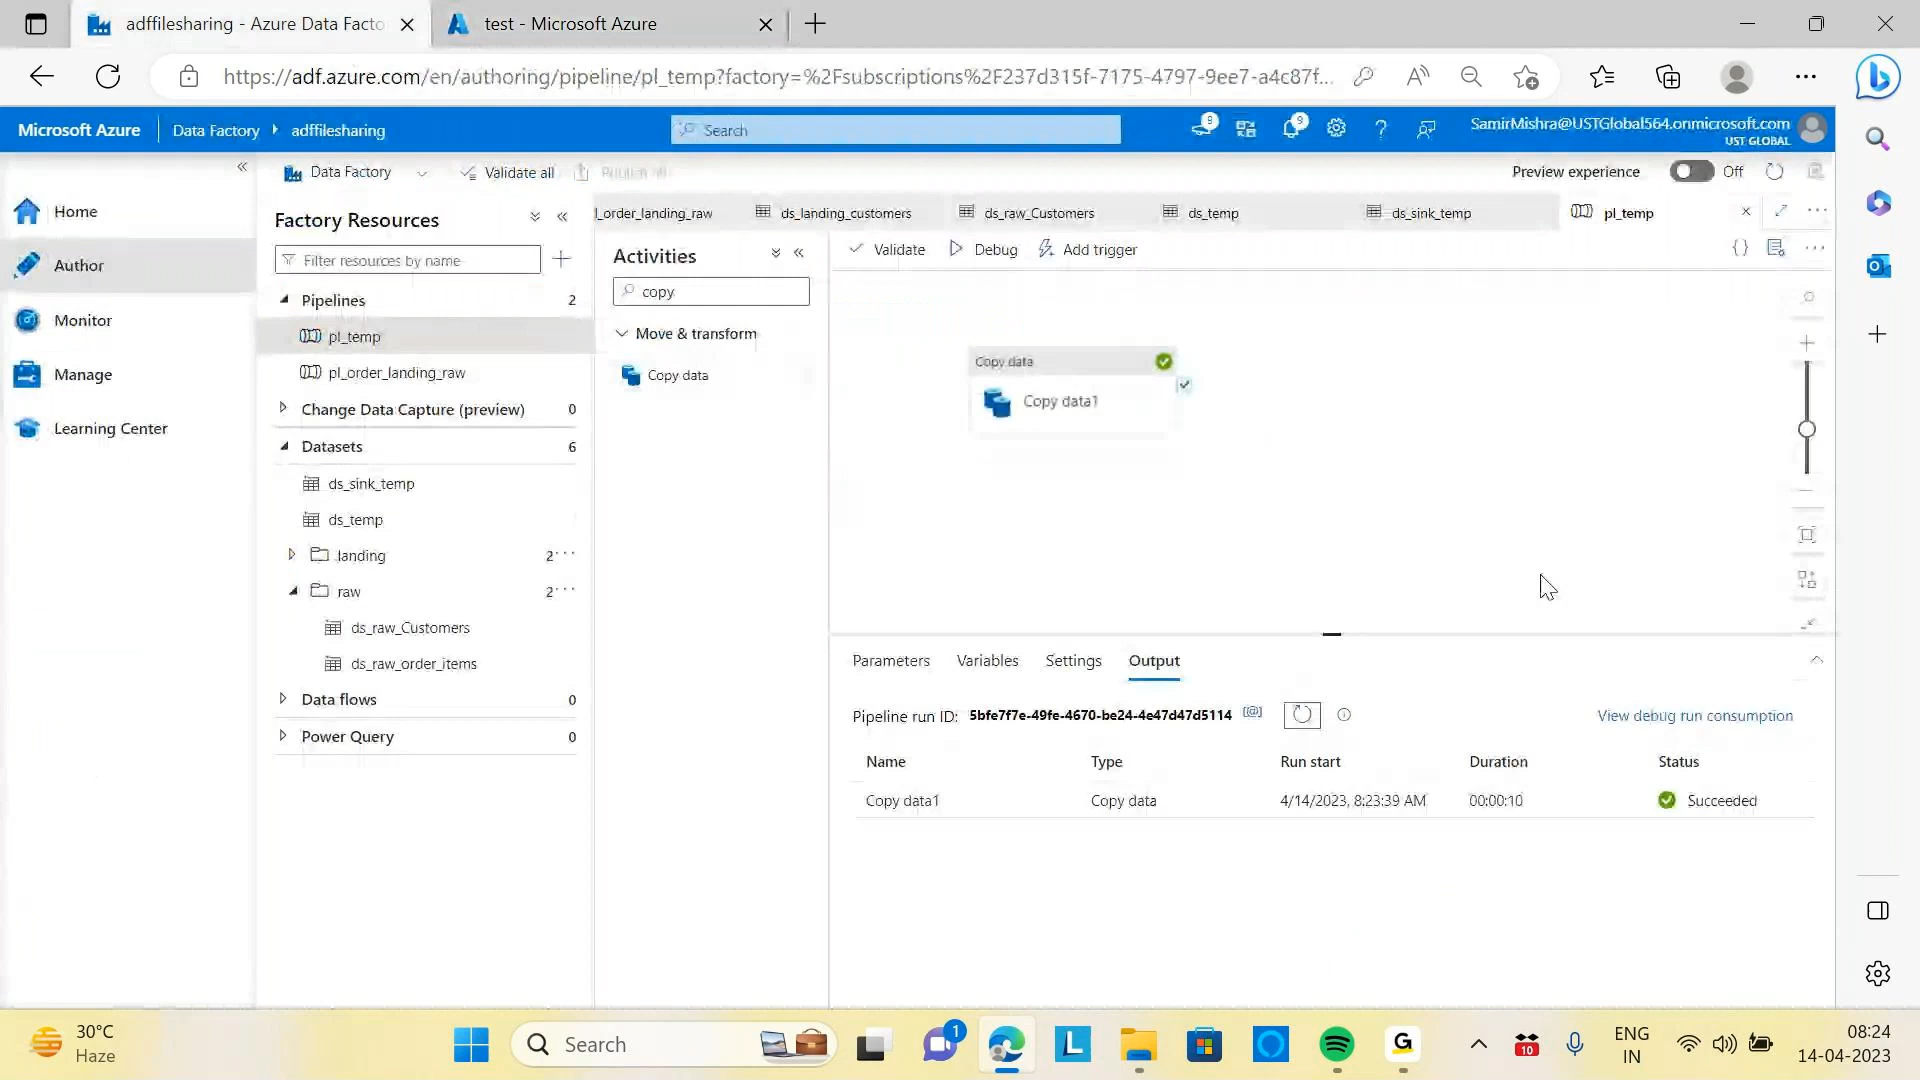 adffilesharing - Azure Data Facto
test - Microsoft Azure
https://adf.azure.com/en/authoring/pipeline/pl_temp?factory=%2Fsubscriptions%2F237d315f-7175-4797-9ee7-a4c87f...
Microsoft Azure
Data Factory
adffilesharing
Search
9
9
SamirMishra@USTGlobal564.onmicrosoft.com
UST GLOBAL
Data Factory
Validate all
Publish all
Preview experience
Off
Home
Author
Monitor
Manage
Learning Center
Factory Resources
Filter resources by name
Pipelines 2
pl_temp
pl_order_landing_raw
Change Data Capture (preview) 0
Datasets 6
ds_sink_temp
ds_temp
landing 2
raw 2
ds_raw_Customers
ds_raw_order_items
Data flows 0
Power Query 0
l_order_landing_raw
ds_landing_customers
ds_raw_Customers
ds_temp
ds_sink_temp
pl_temp
Activities
copy
Move & transform
Copy data
Validate
Debug
Add trigger
Copy data
Copy data1
Parameters
Variables
Settings
Output
Pipeline run ID: 5bfe7f7e-49fe-4670-be24-4e47d47d5114
View debug run consumption
Name Type Run start Duration Status
Copy data1 Copy data 4/14/2023, 8:23:39 AM 00:00:10 Succeeded
30°C
Haze
Search
1
10
ENG
IN
08:24
14-04-2023